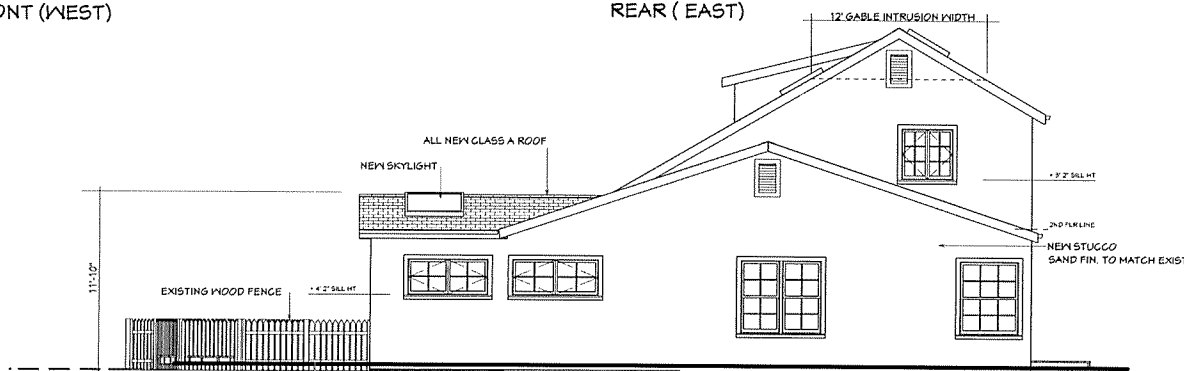 ONT (WEST)
REAR ( EAST)
12' GABLE INTRUSION WIDTH
ALL NEW CLASS A ROOF
NEW SKYLIGHT
+ 3' 2" SILL HT
2ND FLR LINE
NEW STUCCO
SAND FIN. TO MATCH EXIST
11'-10"
EXISTING WOOD FENCE
+ 4' 2" SILL HT